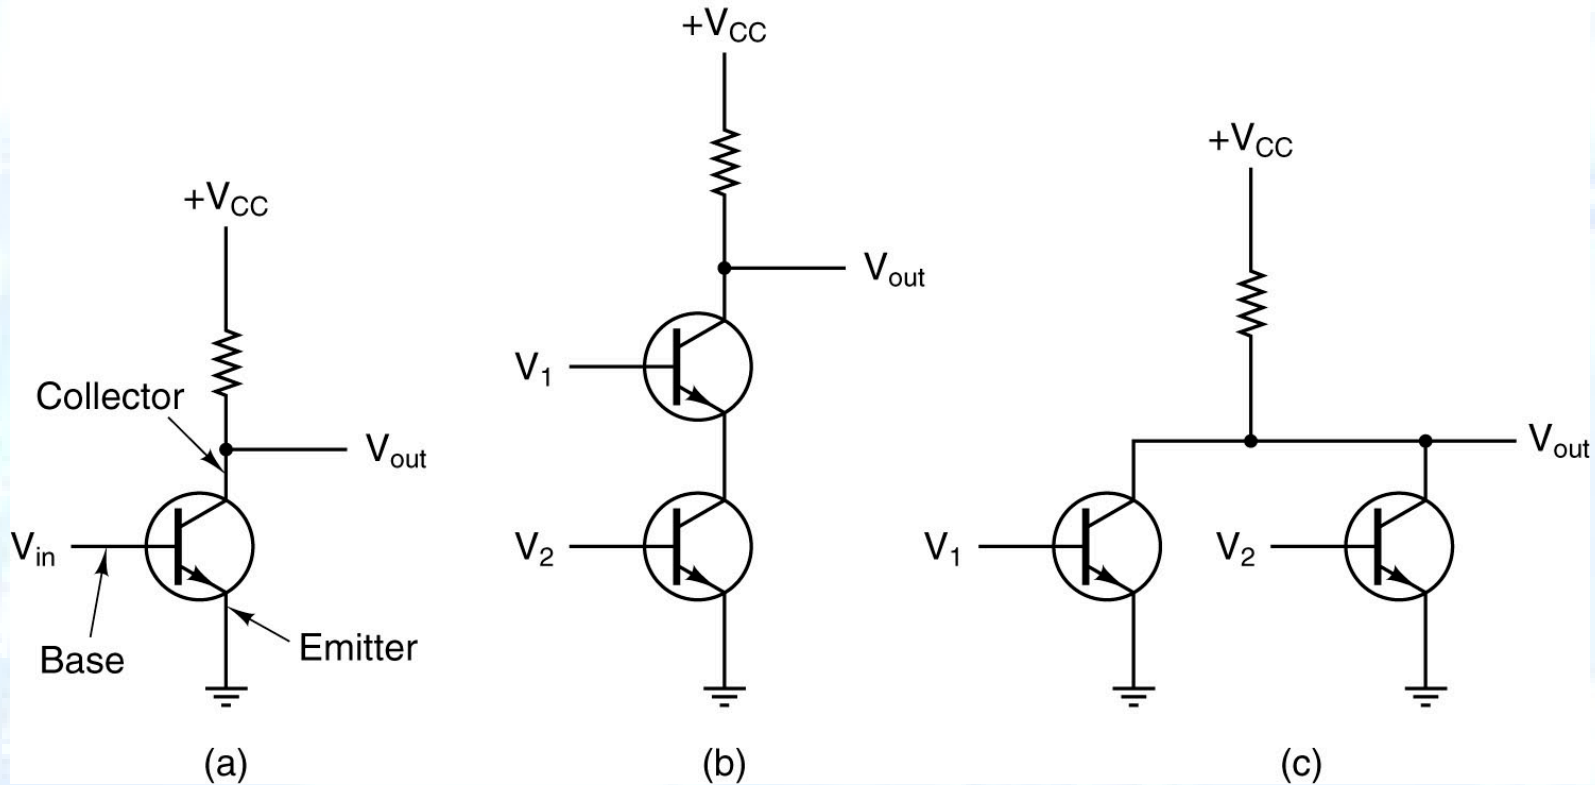 +VCC
Collector
Vout
Vin
Base
Emitter
(a)
+VCC
Vout
V1
V2
(b)
+VCC
Vout
V1
V2
(c)